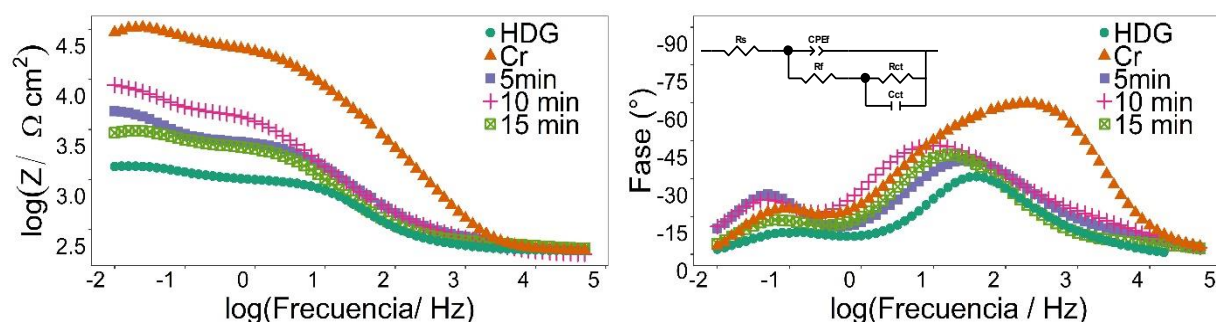 log(Z/ Ω cm²)
4.5
4.0
3.5
3.0
2.5
HDG
Cr
5min
10 min
15 min
-2 -1 0 1 2 3 4 5
log(Frecuencia/ Hz)
Fase (°)
-90
-75
-60
-45
-30
-15
0
Rs CPEf
Rf Rct
Cct
HDG
Cr
5min
10 min
15 min
-2 -1 0 1 2 3 4 5
log(Frecuencia / Hz)